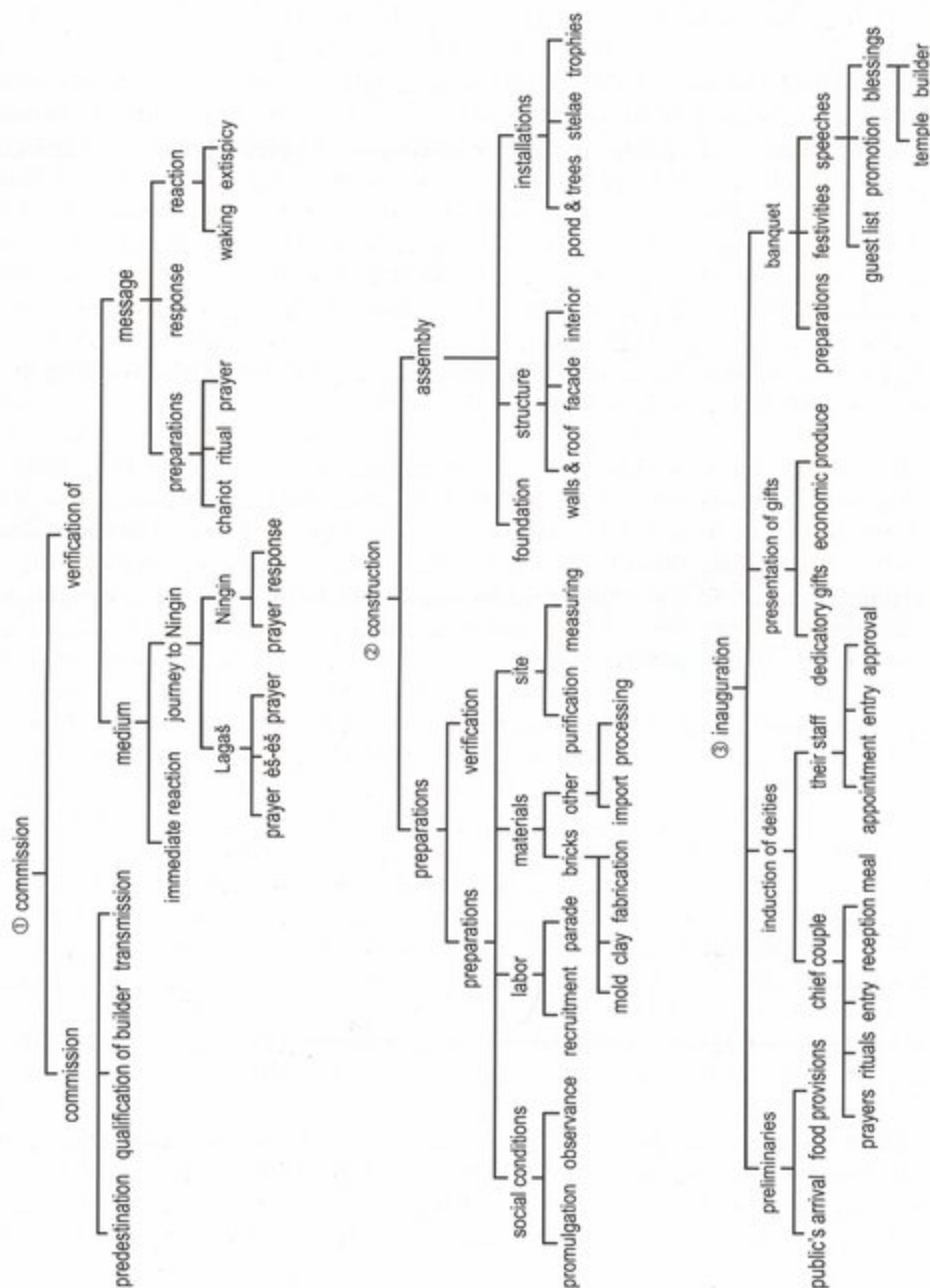 ① commission
commission verification of
predestination qualification of builder transmission medium message
immediate reaction journey to Ningin preparations response reaction
Lagaš Ningin chariot ritual prayer waking extispicy
prayer èš-èš prayer prayer response
② construction
preparations assembly
preparations verification foundation structure installations
social conditions labor materials site walls & roof facade interior pond & trees stelae trophies
promulgation observance recruitment parade bricks other purification measuring
mold clay fabrication import processing
③ inauguration
preliminaries induction of deities presentation of gifts banquet
public's arrival food provisions chief couple their staff dedicatory gifts economic produce preparations festivities speeches
prayers rituals entry reception meal appointment entry approval guest list promotion blessings
temple builder